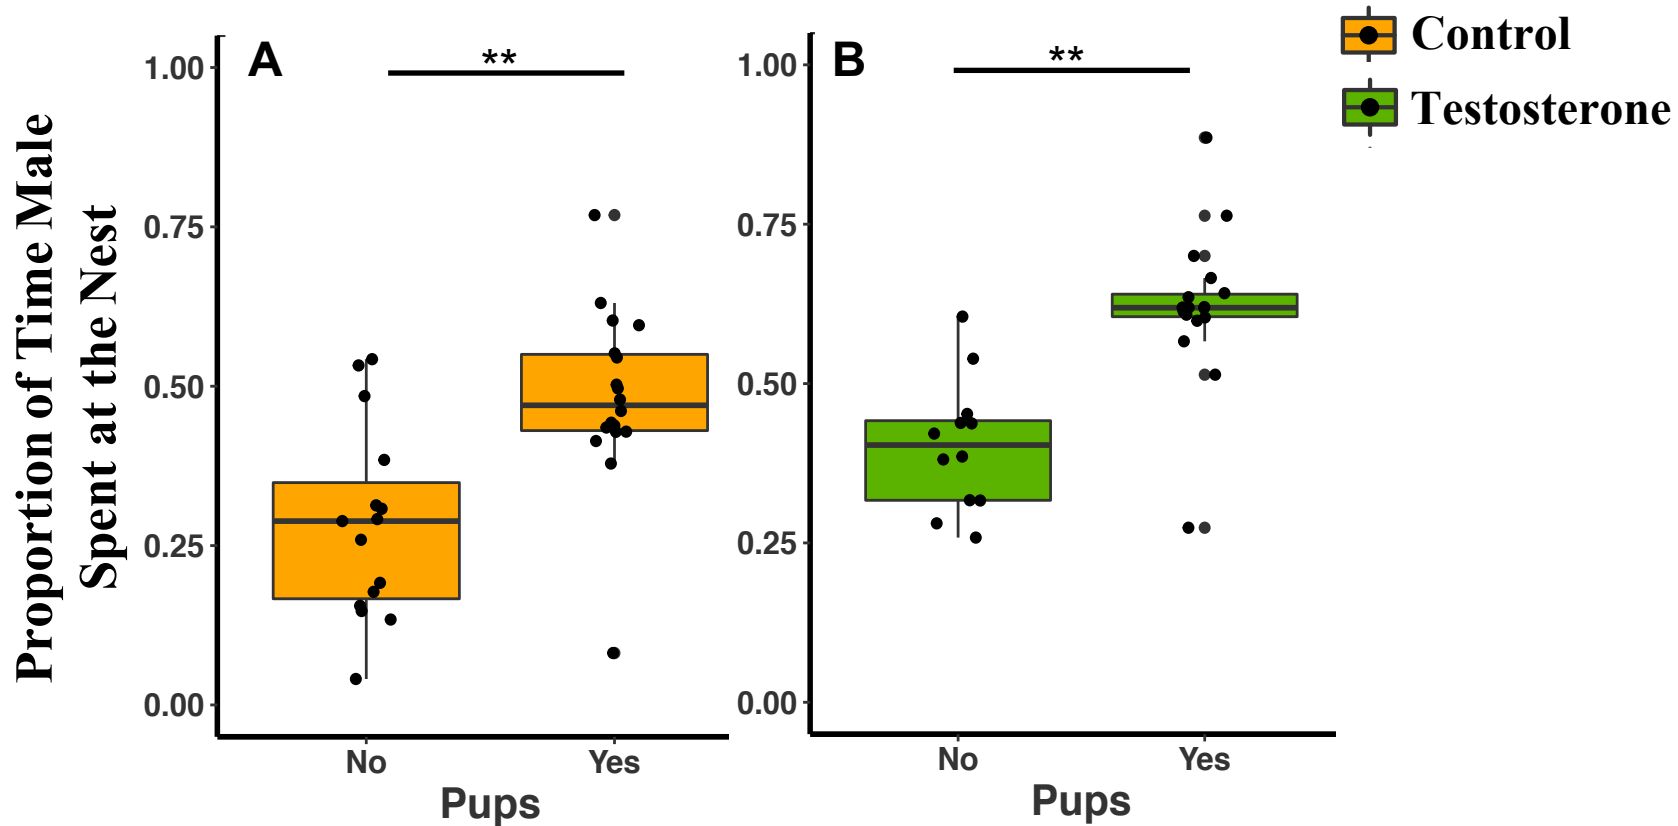 Proportion of Time Male
Spent at the Nest
A
**
1.00
0.75
0.50
0.25
0.00
No Yes
Pups
B
**
1.00
0.75
0.50
0.25
0.00
No Yes
Pups
Control
Testosterone